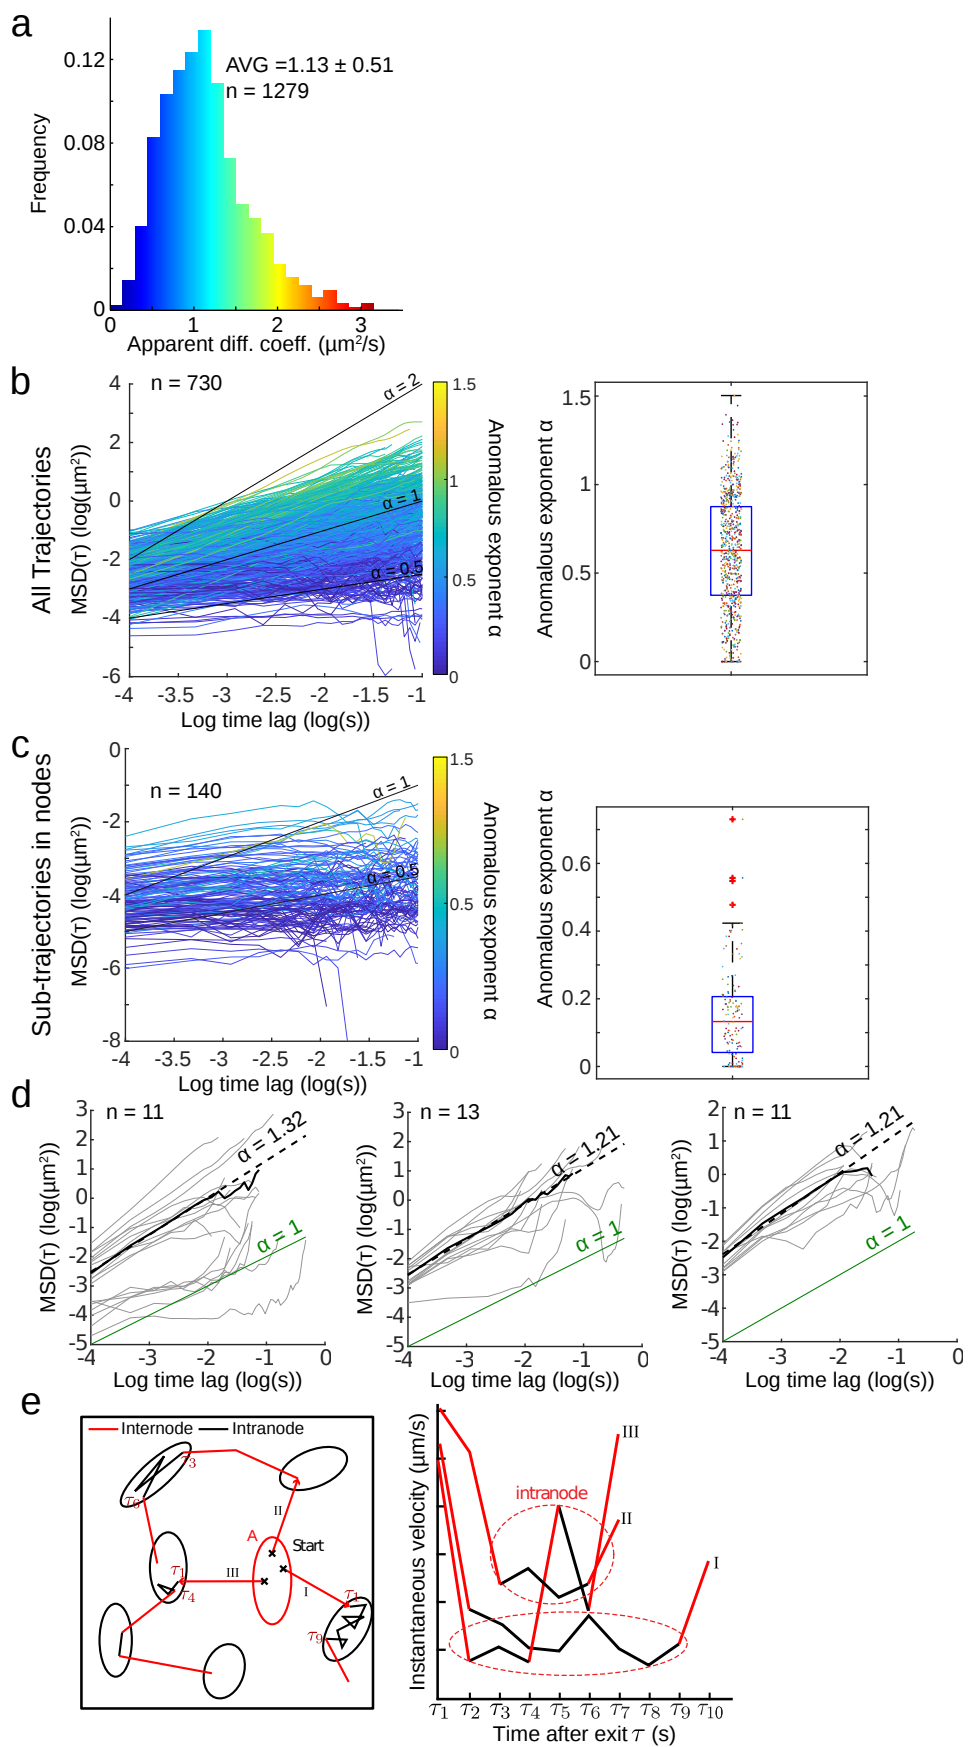 a
0.12
0.08
0.04
0
Frequency
AVG =1.13 ± 0.51
n = 1279
0 1 2 3
Apparent diff. coeff. (µm²/s)
b
All Trajectories
MSD(τ) (log(µm²))
4
2
0
-2
-4
-6
n = 730
α = 2
α = 1
α = 0.5
-4 -3.5 -3 -2.5 -2 -1.5 -1
Log time lag (log(s))
1.5
1
0.5
0
Anomalous exponent α
Anomalous exponent α
1.5
1
0.5
0
c
Sub-trajectories in nodes
MSD(τ) (log(µm²))
0
-2
-4
-6
-8
n = 140
α = 1
α = 0.5
-4 -3.5 -3 -2.5 -2 -1.5 -1
Log time lag (log(s))
1.5
0.5
0
Anomalous exponent α
Anomalous exponent α
0.6
0.4
0.2
0
d
MSD(τ) (log(µm²))
3
2
1
0
-1
-2
-3
-4
-5
n = 11
α = 1.32
α = 1
-4 -3 -2 -1 0
Log time lag (log(s))
MSD(τ) (log(µm²))
3
2
1
0
-1
-2
-3
-4
-5
n = 13
α = 1.21
α = 1
-4 -3 -2 -1 0
Log time lag (log(s))
MSD(τ) (log(µm²))
2
1
0
-1
-2
-3
-4
-5
n = 11
α = 1.21
α = 1
-4 -3 -2 -1 0
Log time lag (log(s))
e
Internode Intranode
τ3
τ6
II
A
Start
τ1
III
τ4
I
τ1
τ9
Instantaneous velocity (µm/s)
III
intranode
II
I
τ1 τ2 τ3 τ4 τ5 τ6 τ7 τ8 τ9 τ10
Time after exit τ (s)